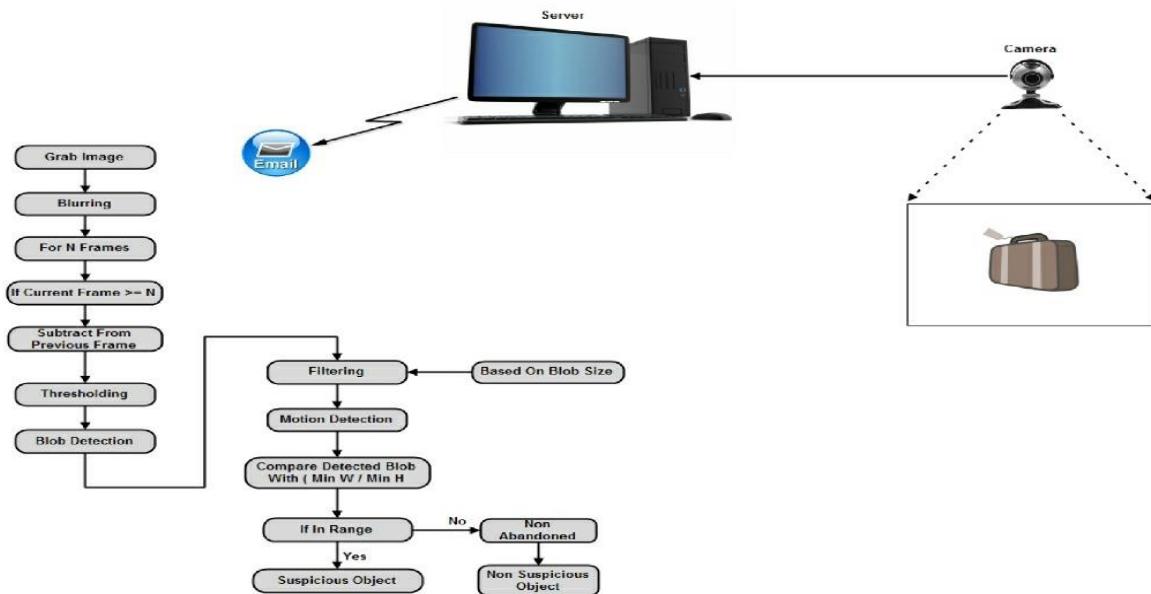 Server
Camera
Email
Grab Image
Blurring
For N Frames
If Current Frame >= N
Subtract From
Previous Frame
Thresholding
Blob Detection
Filtering
Based On Blob Size
Motion Detection
Compare Detected Blob
With ( Min W / Min H
If In Range
No
Non
Abandoned
Yes
Suspicious Object
Non Suspicious
Object